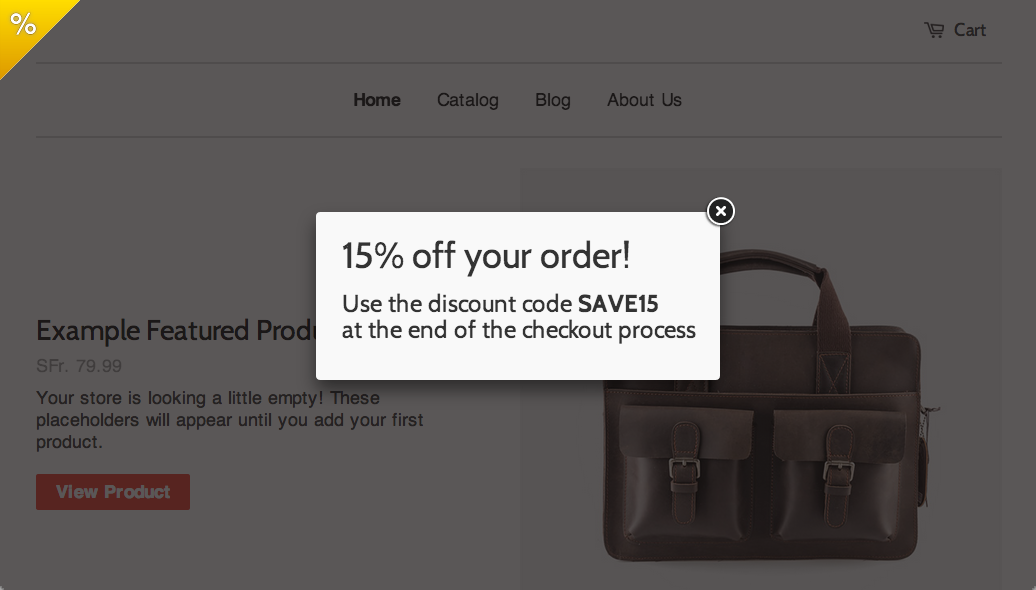 %
Cart
Home Catalog Blog About Us
15% off your order!
Use the discount code SAVE15
at the end of the checkout process
Example Featured Produ
SFr. 79.99
Your store is looking a little empty! These
placeholders will appear until you add your first
product.
View Product